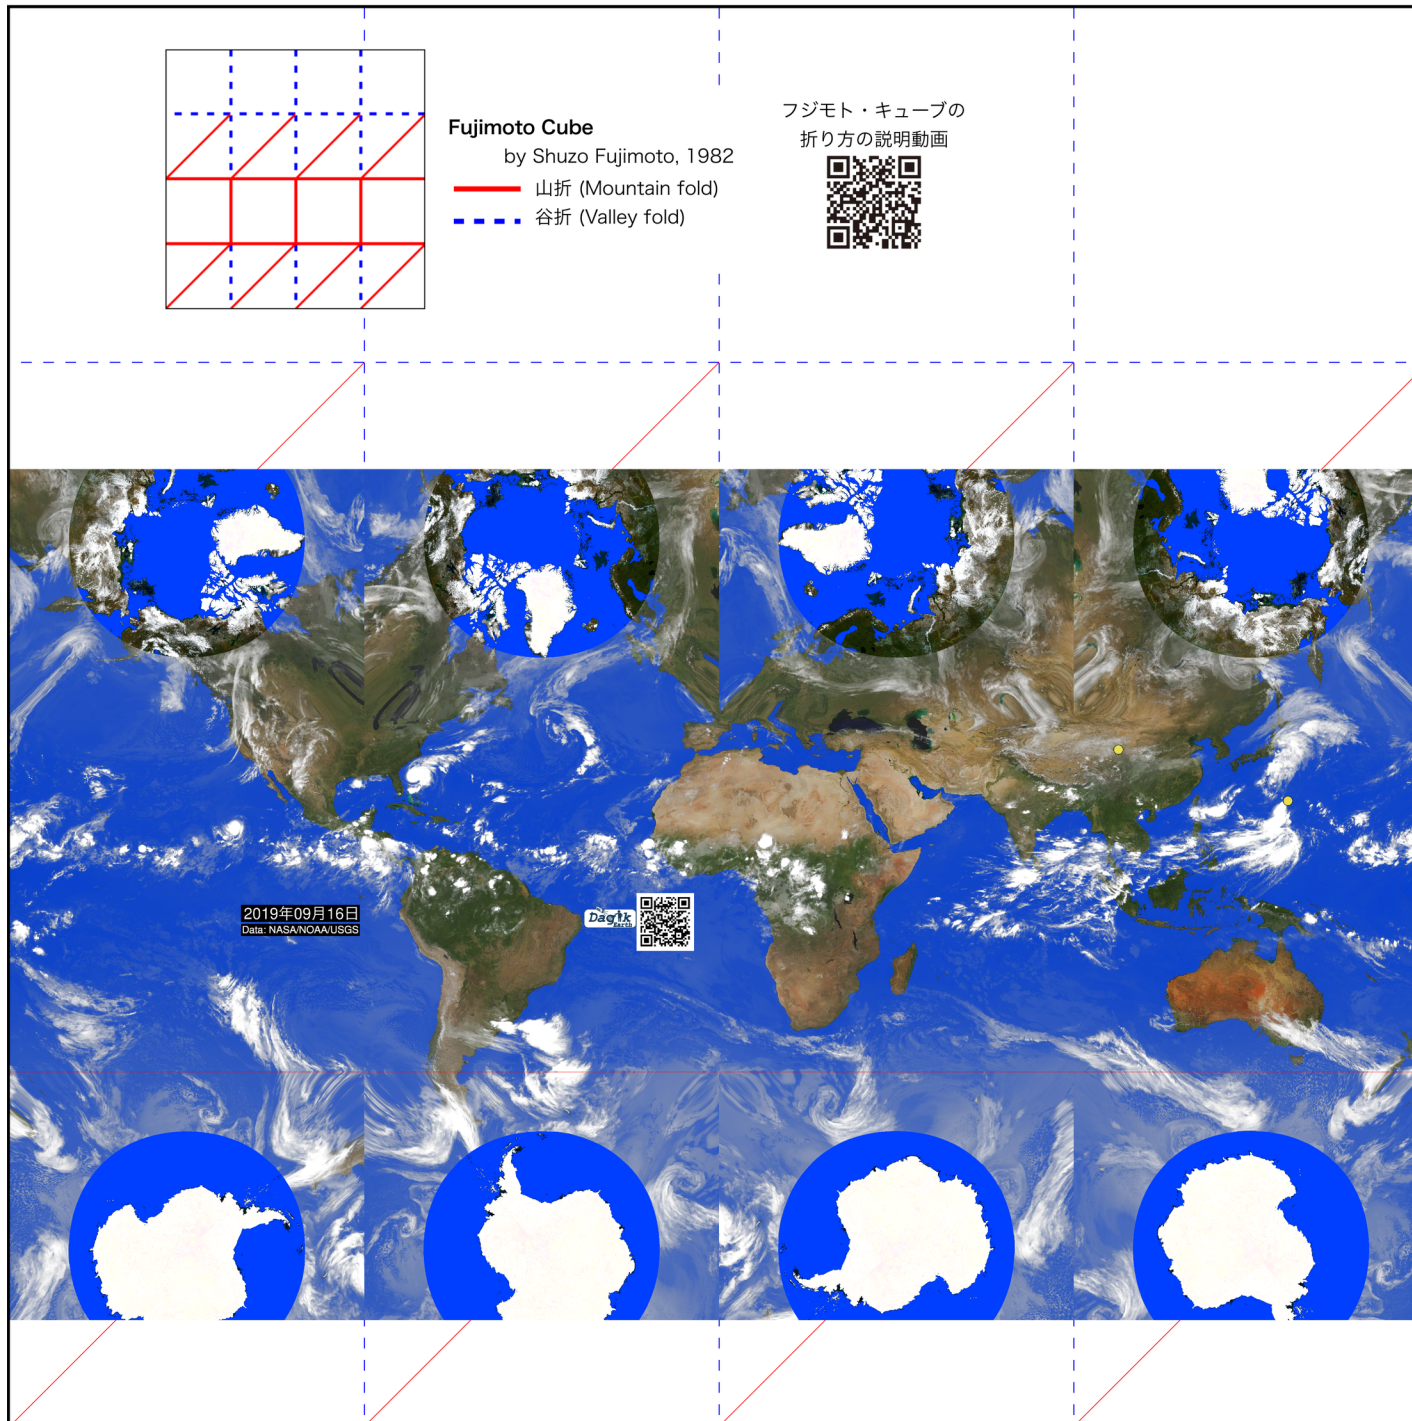 Fujimoto Cube
by Shuzo Fujimoto, 1982
山折 (Mountain fold)
谷折 (Valley fold)
フジモト・キューブの
折り方の説明動画
2019年09月16日
Data: NASA/NOAA/USGS
Dagik
Earth